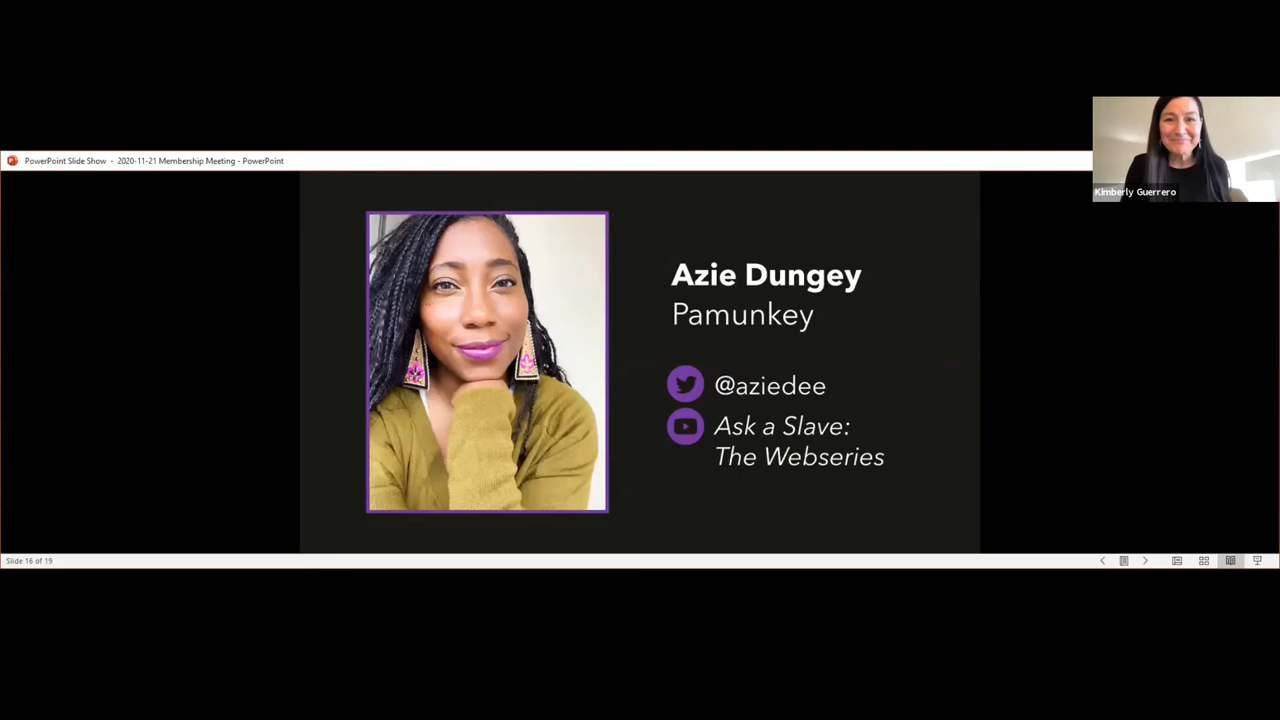 PowerPoint Slide Show - 2020-11-21 Membership Meeting - PowerPoint
Kimberly Guerrero
Azie Dungey
Pamunkey
@aziedee
Ask a Slave:
The Webseries
Slide 16 of 19